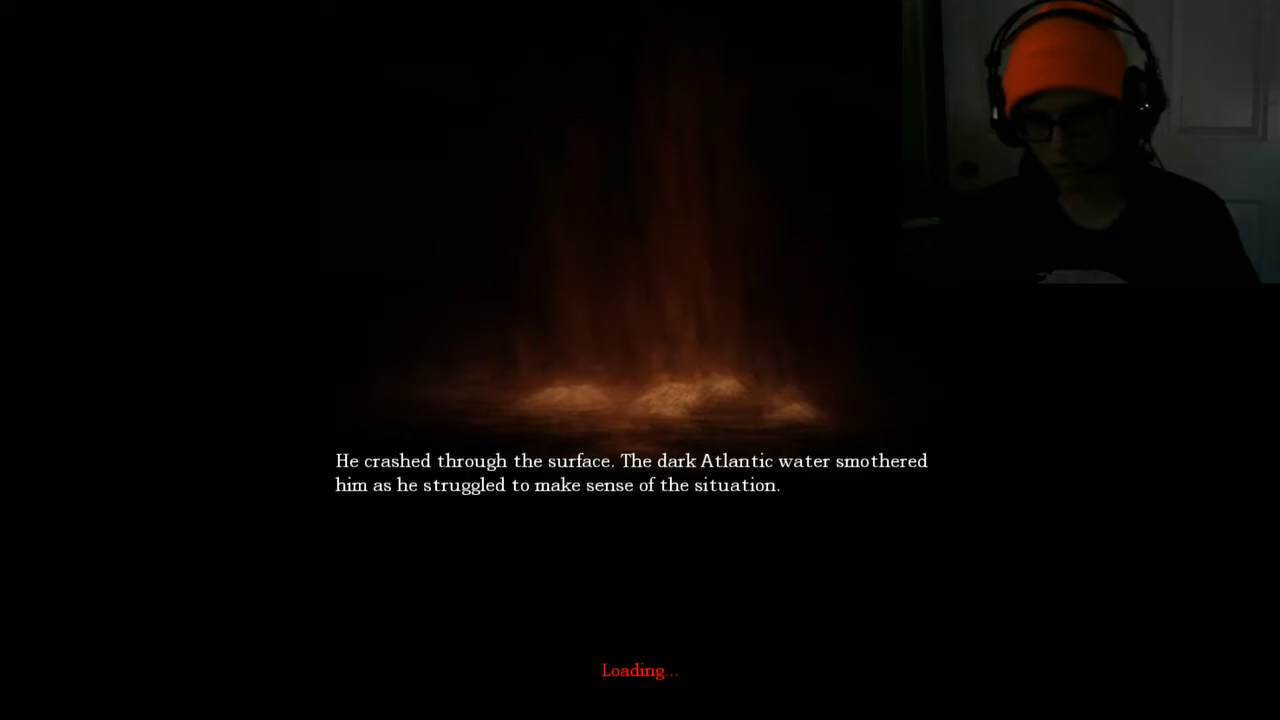 He crashed through the surface. The dark Atlantic water smothered
him as he struggled to make sense of the situation.
Loading...